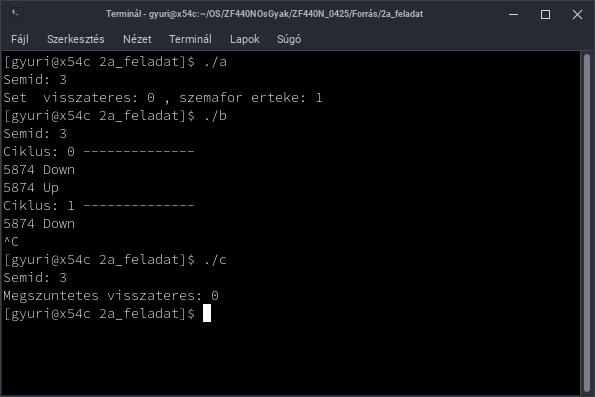 Terminál - gyuri@x54c:~/OS/ZF440NOsGyak/ZF440N_0425/Forrás/2a_feladat
Fájl Szerkesztés Nézet Terminál Lapok Súgó
[gyuri@x54c 2a_feladat]$ ./a
Semid: 3
Set  visszateres: 0 , szemafor erteke: 1
[gyuri@x54c 2a_feladat]$ ./b
Semid: 3
Ciklus: 0 --------------
5874 Down
5874 Up
Ciklus: 1 --------------
5874 Down
^C
[gyuri@x54c 2a_feladat]$ ./c
Semid: 3
Megszuntetes visszateres: 0
[gyuri@x54c 2a_feladat]$